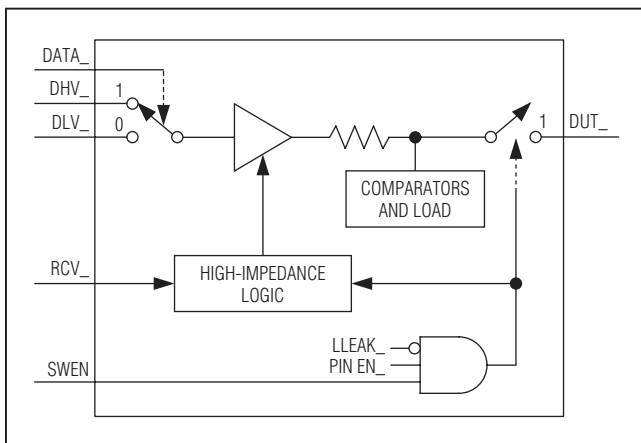 DATA_
DHV_
1
DLV_
0
1
DUT_
COMPARATORS
AND LOAD
RCV_
HIGH-IMPEDANCE
LOGIC
LLEAK_
PIN EN_
SWEN